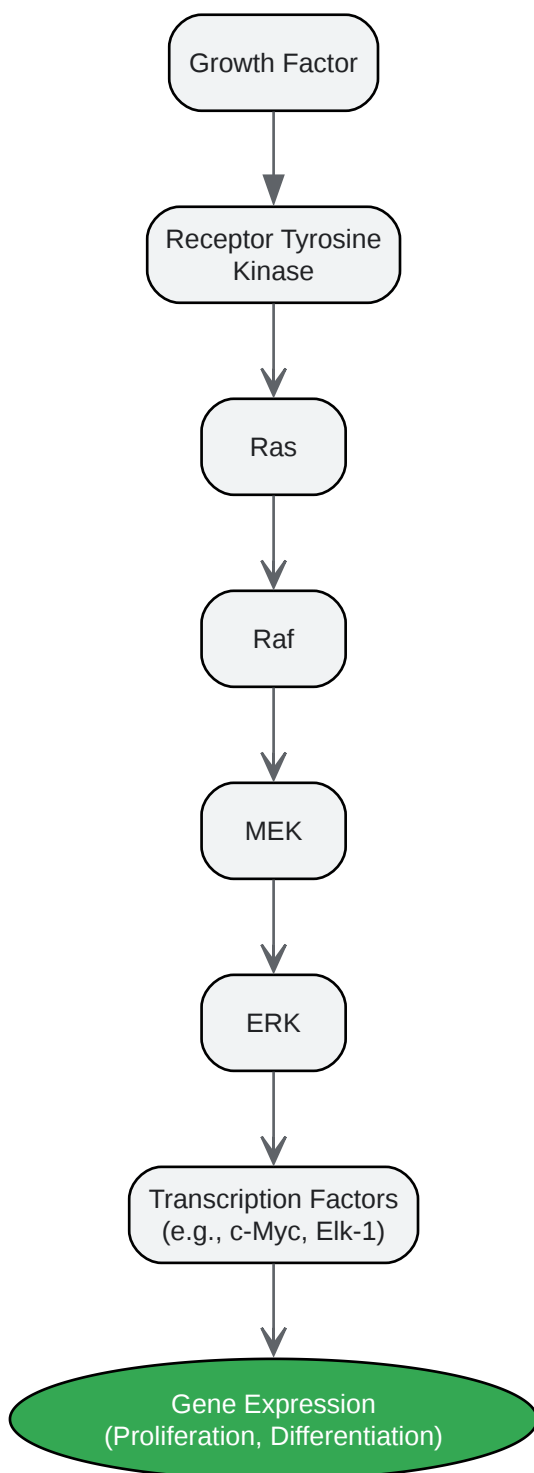 Growth Factor
Receptor Tyrosine
Kinase
Ras
Raf
MEK
ERK
Transcription Factors
(e.g., c-Myc, Elk-1)
Gene Expression
(Proliferation, Differentiation)